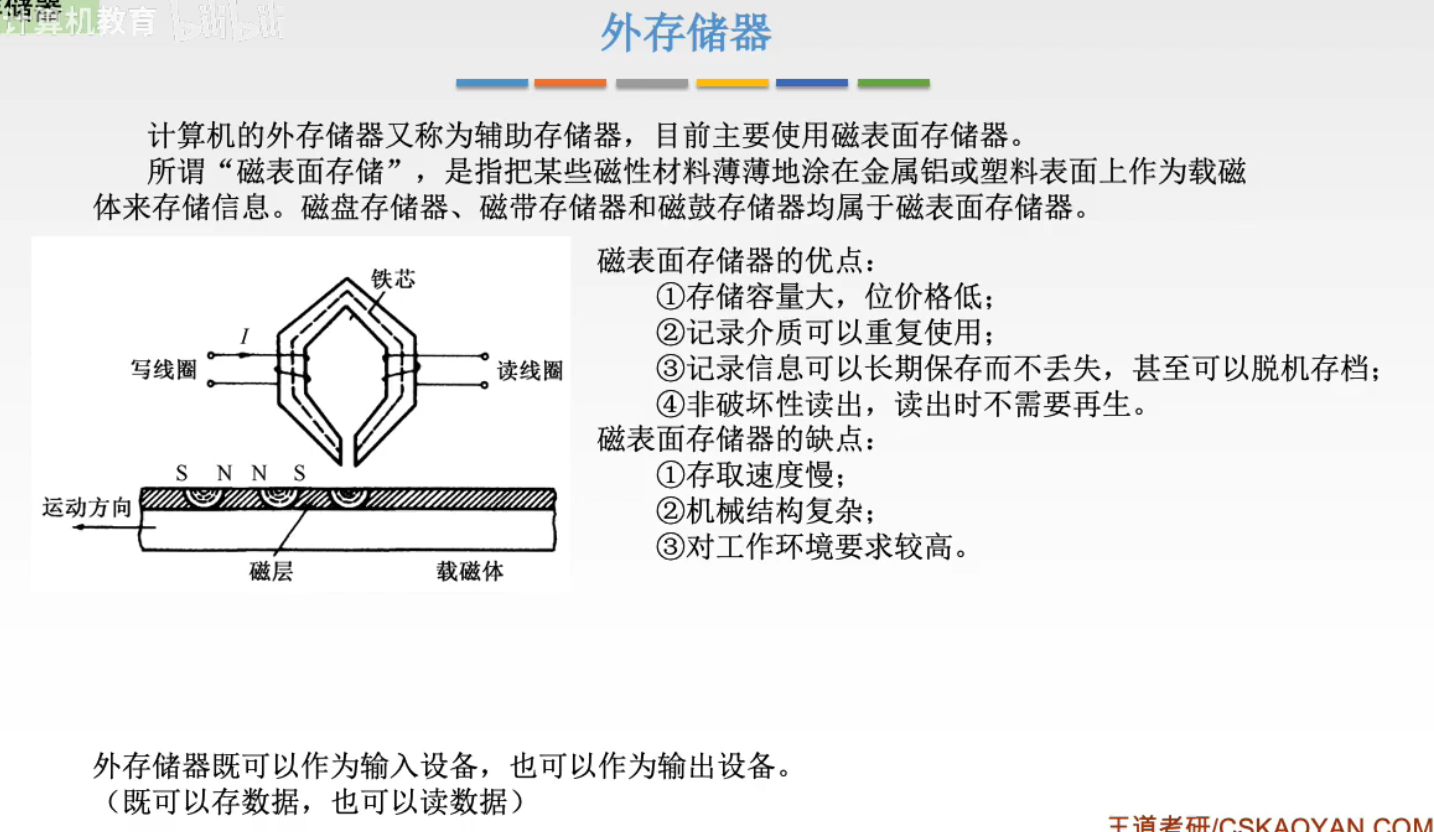 存储器
计算机教育 bilibili
外存储器
计算机的外存储器又称为辅助存储器，目前主要使用磁表面存储器。
所谓“磁表面存储”，是指把某些磁性材料薄薄地涂在金属铝或塑料表面上作为载磁
体来存储信息。磁盘存储器、磁带存储器和磁鼓存储器均属于磁表面存储器。
铁芯
I
写线圈
读线圈
S N N S
运动方向
磁层
载磁体
磁表面存储器的优点：
①存储容量大，位价格低；
②记录介质可以重复使用；
③记录信息可以长期保存而不丢失，甚至可以脱机存档；
④非破坏性读出，读出时不需要再生。
磁表面存储器的缺点：
①存取速度慢；
②机械结构复杂；
③对工作环境要求较高。
外存储器既可以作为输入设备，也可以作为输出设备。
（既可以存数据，也可以读数据）
王道考研/CSKAOYAN.COM